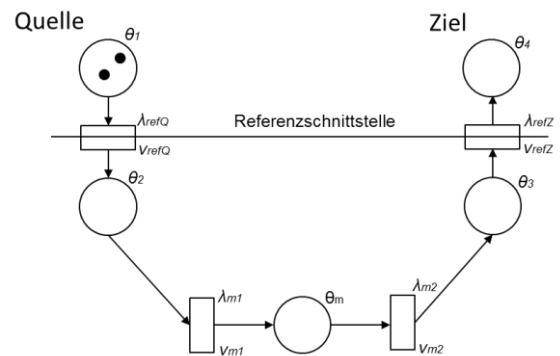 Quelle
Ziel
θ1
θ4
λrefQ
Referenzschnittstelle
λrefZ
vrefQ
vrefZ
θ2
θ3
λm1
θm
λm2
vm1
vm2